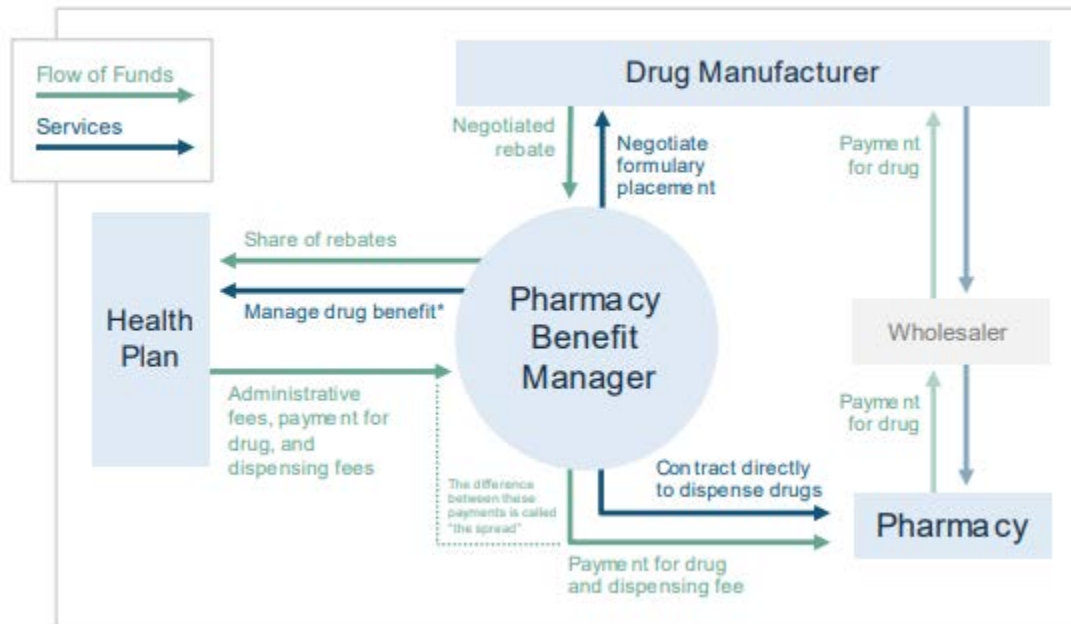 Flow of Funds
Services
Drug Manufacturer
Negotiated
rebate
Negotiate
formulary
placement
Payment
for drug
Share of rebates
Manage drug benefit*
Health
Plan
Pharmacy
Benefit
Manager
Wholesaler
Administrative
fees, payment for
drug, and
dispensing fees
Payment
for drug
The difference
between these
payments is called
"the spread"
Contract directly
to dispense drugs
Pharmacy
Payment for drug
and dispensing fee